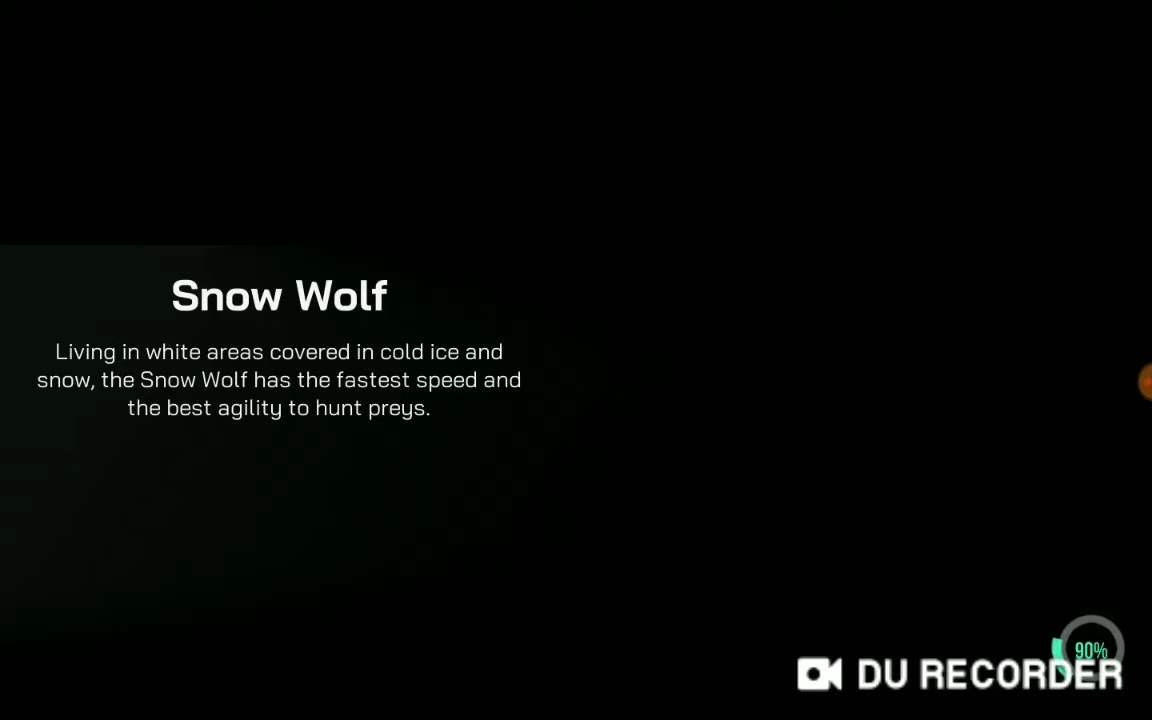 Snow Wolf
Living in white areas covered in cold ice and
snow, the Snow Wolf has the fastest speed and
the best agility to hunt preys.
90%
DU RECORDER